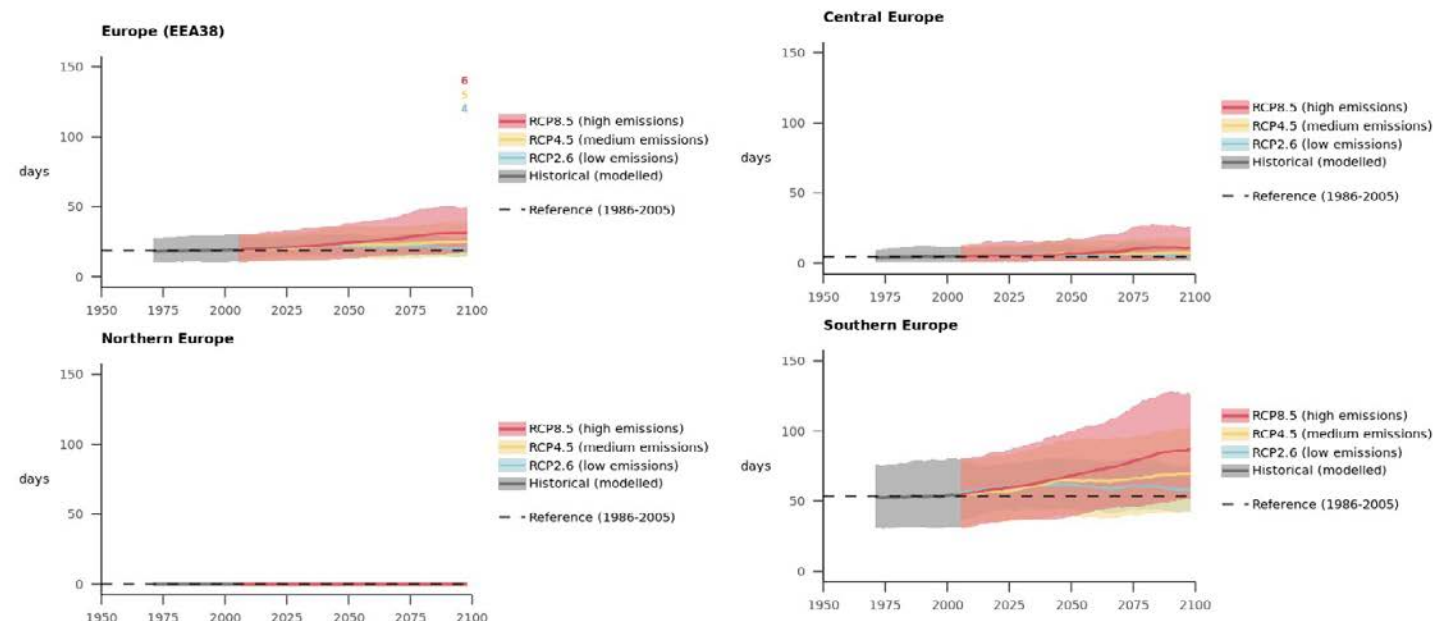 Europe (EEA38)
150
100
days
50
0
1950 1975 2000 2025 2050 2075 2100
6
5
4
RCP8.5 (high emissions)
RCP4.5 (medium emissions)
RCP2.6 (low emissions)
Historical (modelled)
Reference (1986-2005)
Central Europe
150
100
days
50
0
1950 1975 2000 2025 2050 2075 2100
RCP8.5 (high emissions)
RCP4.5 (medium emissions)
RCP2.6 (low emissions)
Historical (modelled)
Reference (1986-2005)
Northern Europe
150
100
days
50
0
1950 1975 2000 2025 2050 2075 2100
RCP8.5 (high emissions)
RCP4.5 (medium emissions)
RCP2.6 (low emissions)
Historical (modelled)
Reference (1986-2005)
Southern Europe
150
100
days
50
0
1950 1975 2000 2025 2050 2075 2100
RCP8.5 (high emissions)
RCP4.5 (medium emissions)
RCP2.6 (low emissions)
Historical (modelled)
Reference (1986-2005)